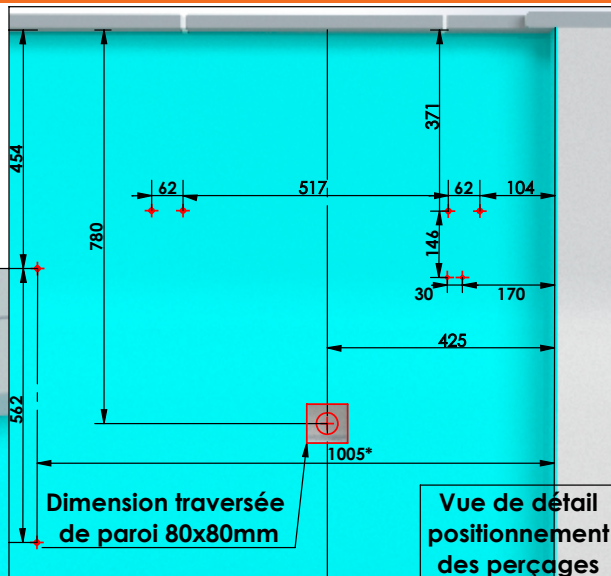 454
780
371
62
517
62
104
146
30
170
425
562
1005*
Dimension traversée
de paroi 80x80mm
Vue de détail
positionnement
des perçages